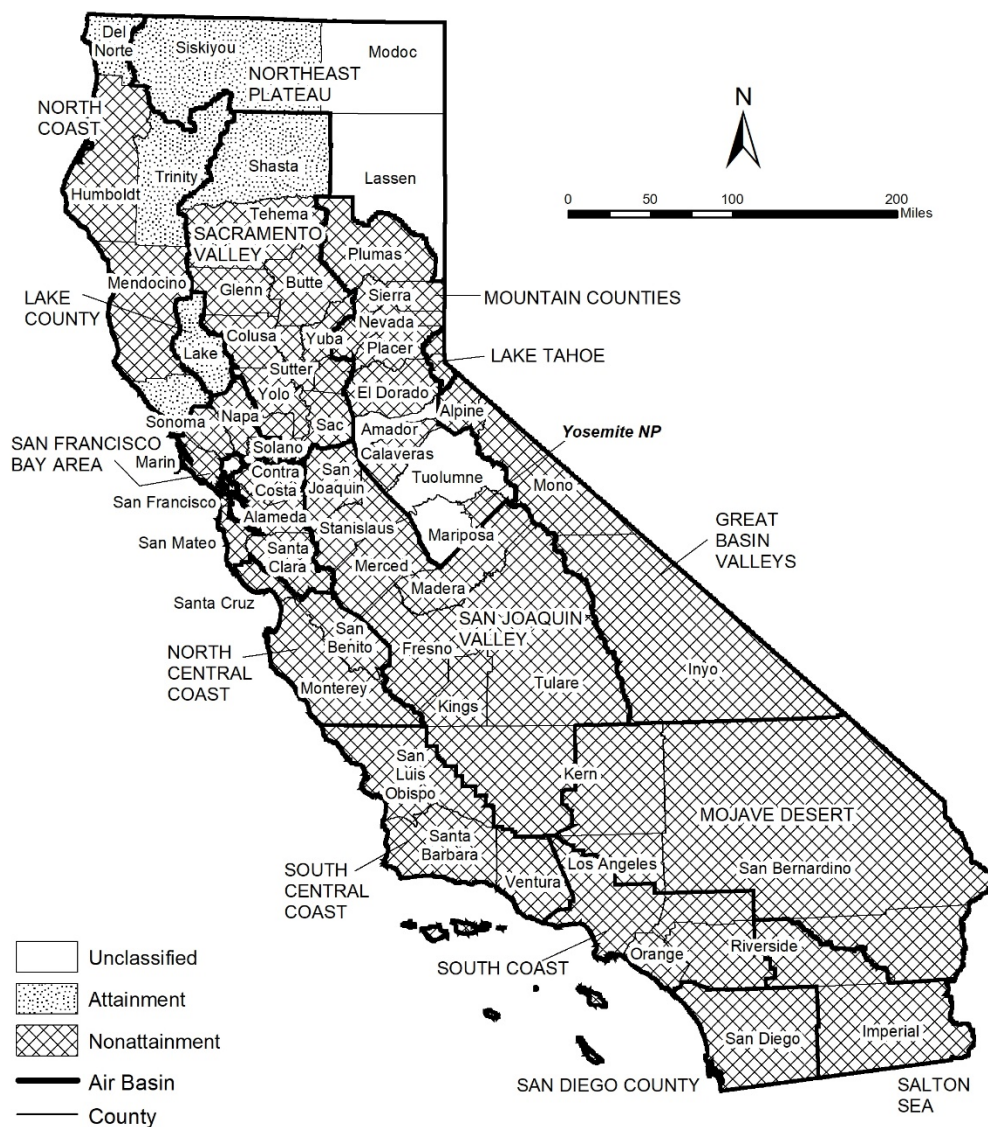 Del
Norte
Siskiyou
Modoc
NORTHEAST
PLATEAU
NORTH
COAST
N
Trinity
Shasta
Lassen
Humboldt
0 50 100 200
Miles
Tehema
SACRAMENTO
VALLEY
Plumas
Mendocino
Glenn
Butte
Sierra
MOUNTAIN COUNTIES
LAKE
COUNTY
Nevada
Colusa
Yuba
Placer
LAKE TAHOE
Lake
Sutter
Yolo
El Dorado
Napa
Alpine
Sonoma
Sac
Amador
Yosemite NP
SAN FRANCISCO
BAY AREA
Solano
Calaveras
Marin
Contra
Costa
San
Joaquin
Tuolumne
Mono
San Francisco
Alameda
Stanislaus
GREAT
BASIN
VALLEYS
San Mateo
Santa
Clara
Mariposa
Merced
Madera
Santa Cruz
SAN JOAQUIN
VALLEY
San
Benito
Fresno
NORTH
CENTRAL
COAST
Inyo
Monterey
Tulare
Kings
San
Luis
Obispo
Kern
MOJAVE DESERT
Santa
Barbara
Los Angeles
San Bernardino
SOUTH
CENTRAL
COAST
Ventura
Orange
Riverside
SOUTH COAST
Unclassified
Attainment
Nonattainment
San Diego
Imperial
Air Basin
SAN DIEGO COUNTY
SALTON
SEA
County